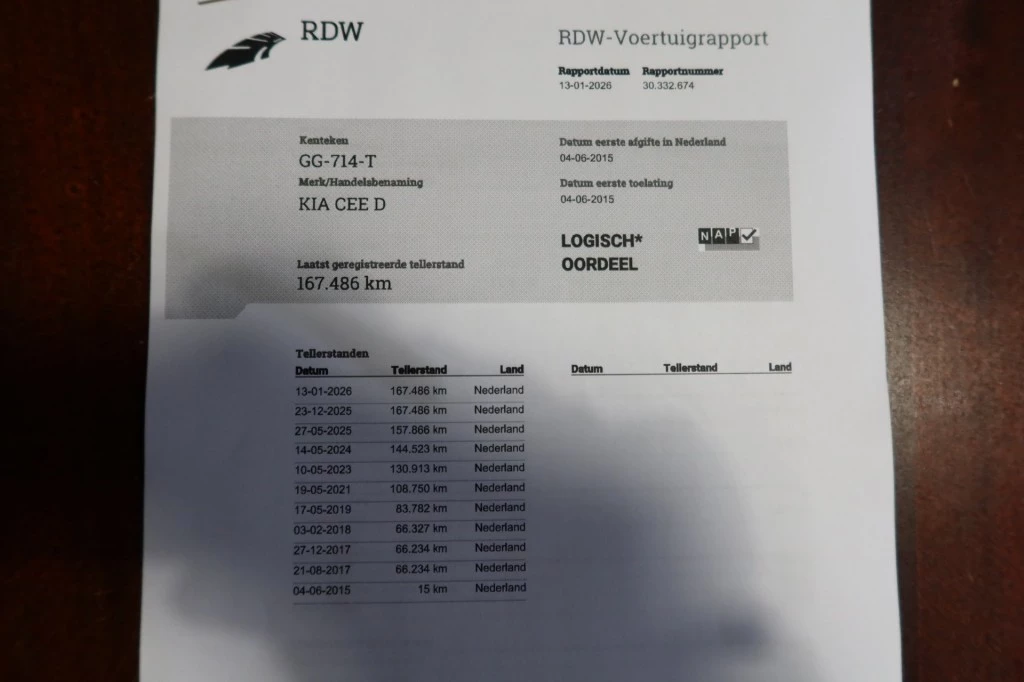 RDW
RDW-Voertuigrapport
Rapportdatum Rapportnummer
13-01-2026 30.332.674
Kenteken
GG-714-T
Merk/Handelsbenaming
KIA CEE D
Laatst geregistreerde tellerstand
167.486 km
Datum eerste afgifte in Nederland
04-06-2015
Datum eerste toelating
04-06-2015
LOGISCH*
OORDEEL
NAP
Tellerstanden
Datum Tellerstand Land
13-01-2026 167.486 km Nederland
23-12-2025 167.486 km Nederland
27-05-2025 157.866 km Nederland
14-05-2024 144.523 km Nederland
10-05-2023 130.913 km Nederland
19-05-2021 108.750 km Nederland
17-05-2019 83.782 km Nederland
03-02-2018 66.327 km Nederland
27-12-2017 66.234 km Nederland
21-08-2017 66.234 km Nederland
04-06-2015 15 km Nederland
Datum Tellerstand Land